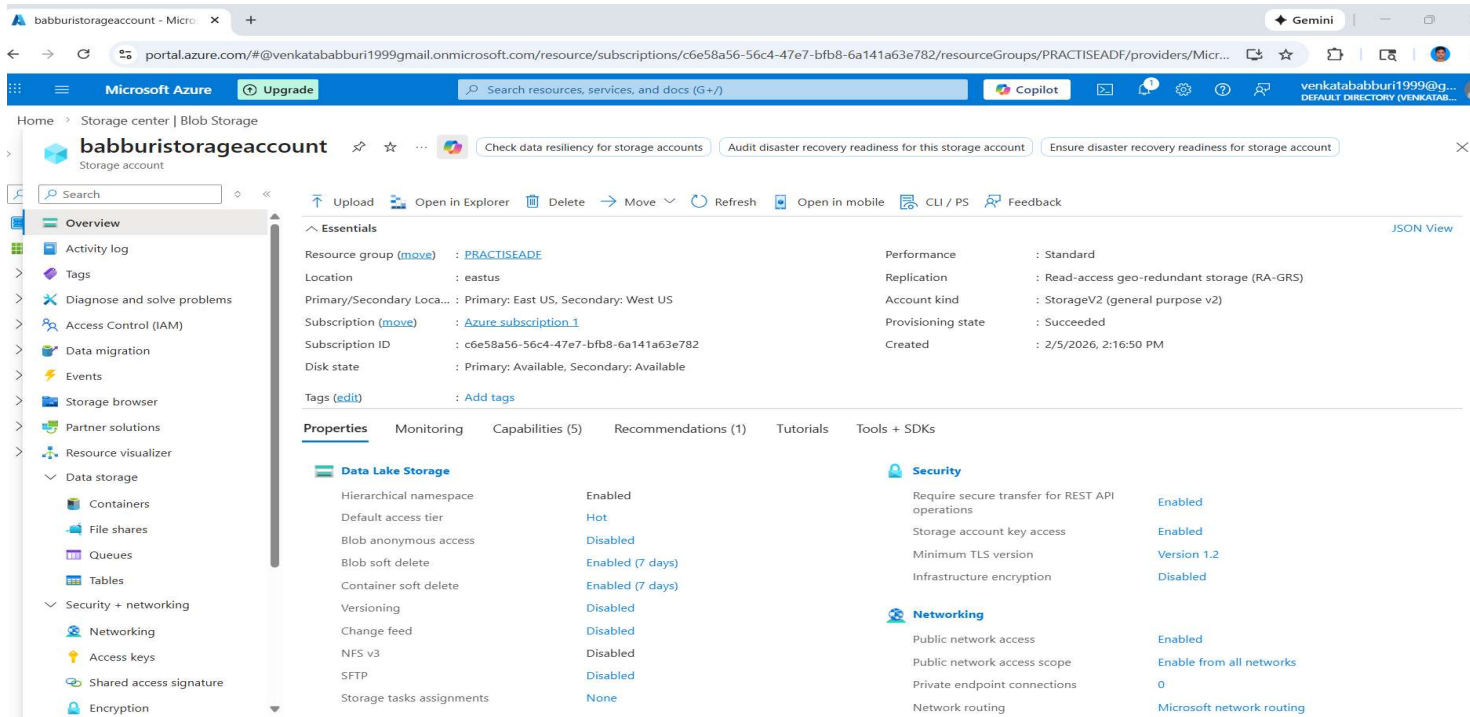 babburistorageaccount - Micro
Gemini
portal.azure.com/#@venkatababburi1999gmail.onmicrosoft.com/resource/subscriptions/c6e58a56-56c4-47e7-bfb8-6a141a63e782/resourceGroups/PRACTISEADF/providers/Micr...
Microsoft Azure Upgrade Search resources, services, and docs (G+/) Copilot 1 venkatababburi1999@g...
DEFAULT DIRECTORY (VENKATAB...
Home > Storage center | Blob Storage
babburistorageaccount ... Check data resiliency for storage accounts Audit disaster recovery readiness for this storage account Ensure disaster recovery readiness for storage account
Storage account
Search
Overview
Activity log
Tags
Diagnose and solve problems
Access Control (IAM)
Data migration
Events
Storage browser
Partner solutions
Resource visualizer
Data storage
Containers
File shares
Queues
Tables
Security + networking
Networking
Access keys
Shared access signature
Encryption
Upload Open in Explorer Delete Move Refresh Open in mobile CLI / PS Feedback
Essentials JSON View
Resource group (move) : PRACTISEADF
Location : eastus
Primary/Secondary Loca... : Primary: East US, Secondary: West US
Subscription (move) : Azure subscription 1
Subscription ID : c6e58a56-56c4-47e7-bfb8-6a141a63e782
Disk state : Primary: Available, Secondary: Available
Tags (edit) : Add tags
Performance : Standard
Replication : Read-access geo-redundant storage (RA-GRS)
Account kind : StorageV2 (general purpose v2)
Provisioning state : Succeeded
Created : 2/5/2026, 2:16:50 PM
Properties Monitoring Capabilities (5) Recommendations (1) Tutorials Tools + SDKs
Data Lake Storage
Hierarchical namespace Enabled
Default access tier Hot
Blob anonymous access Disabled
Blob soft delete Enabled (7 days)
Container soft delete Enabled (7 days)
Versioning Disabled
Change feed Disabled
NFS v3 Disabled
SFTP Disabled
Storage tasks assignments None
Security
Require secure transfer for REST API
operations Enabled
Storage account key access Enabled
Minimum TLS version Version 1.2
Infrastructure encryption Disabled
Networking
Public network access Enabled
Public network access scope Enable from all networks
Private endpoint connections 0
Network routing Microsoft network routing